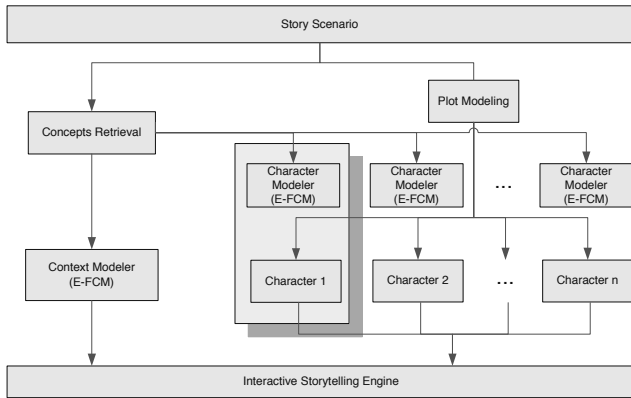 Story Scenario
Plot Modeling
Concepts Retrieval
Character
Modeler
(E-FCM)
Character
Modeler
(E-FCM)
...
Character
Modeler
(E-FCM)
Context Modeler
(E-FCM)
Character 1
Character 2
...
Character n
Interactive Storytelling Engine